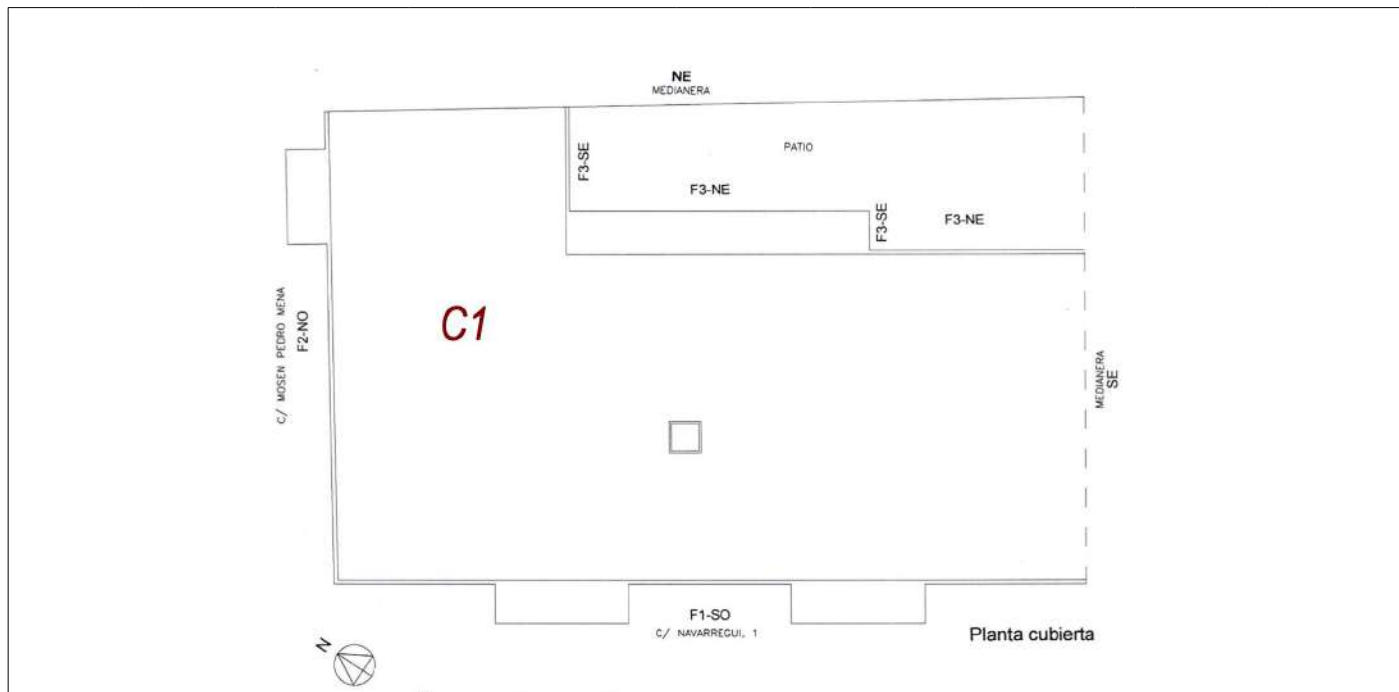 NE
MEDIANERA
PATIO
F3-SE
F3-NE
F3-SE
F3-NE
C1
C/ MOSEN PEDRO MENA
F2-NO
MEDIANERA
SE
F1-SO
C/ NAVARREGUI, 1
Planta cubierta
N